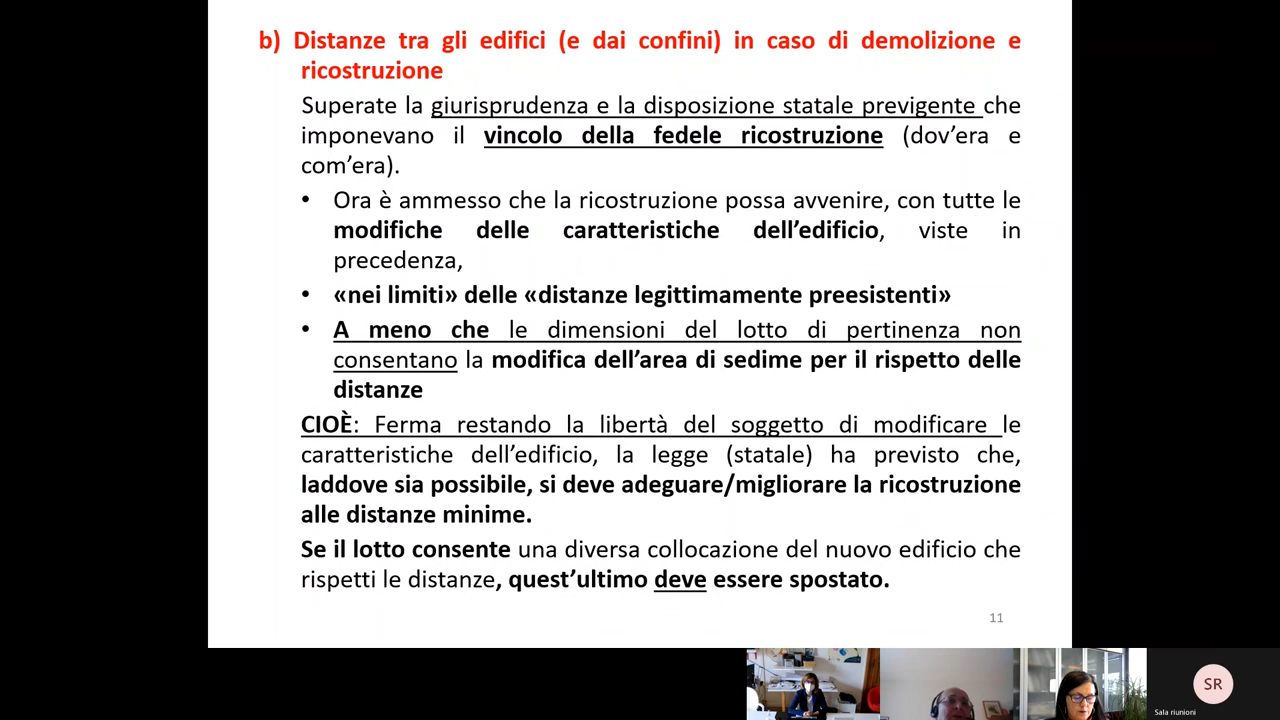 b) Distanze tra gli edifici (e dai confini) in caso di demolizione e
ricostruzione
Superate la giurisprudenza e la disposizione statale previgente che
imponevano il vincolo della fedele ricostruzione (dov’era e
com’era).
• Ora è ammesso che la ricostruzione possa avvenire, con tutte le
modifiche delle caratteristiche dell’edificio, viste in
precedenza,
• «nei limiti» delle «distanze legittimamente preesistenti»
• A meno che le dimensioni del lotto di pertinenza non
consentano la modifica dell’area di sedime per il rispetto delle
distanze
CIOÈ: Ferma restando la libertà del soggetto di modificare le
caratteristiche dell’edificio, la legge (statale) ha previsto che,
laddove sia possibile, si deve adeguare/migliorare la ricostruzione
alle distanze minime.
Se il lotto consente una diversa collocazione del nuovo edificio che
rispetti le distanze, quest’ultimo deve essere spostato.
11
SR
Sala riunioni